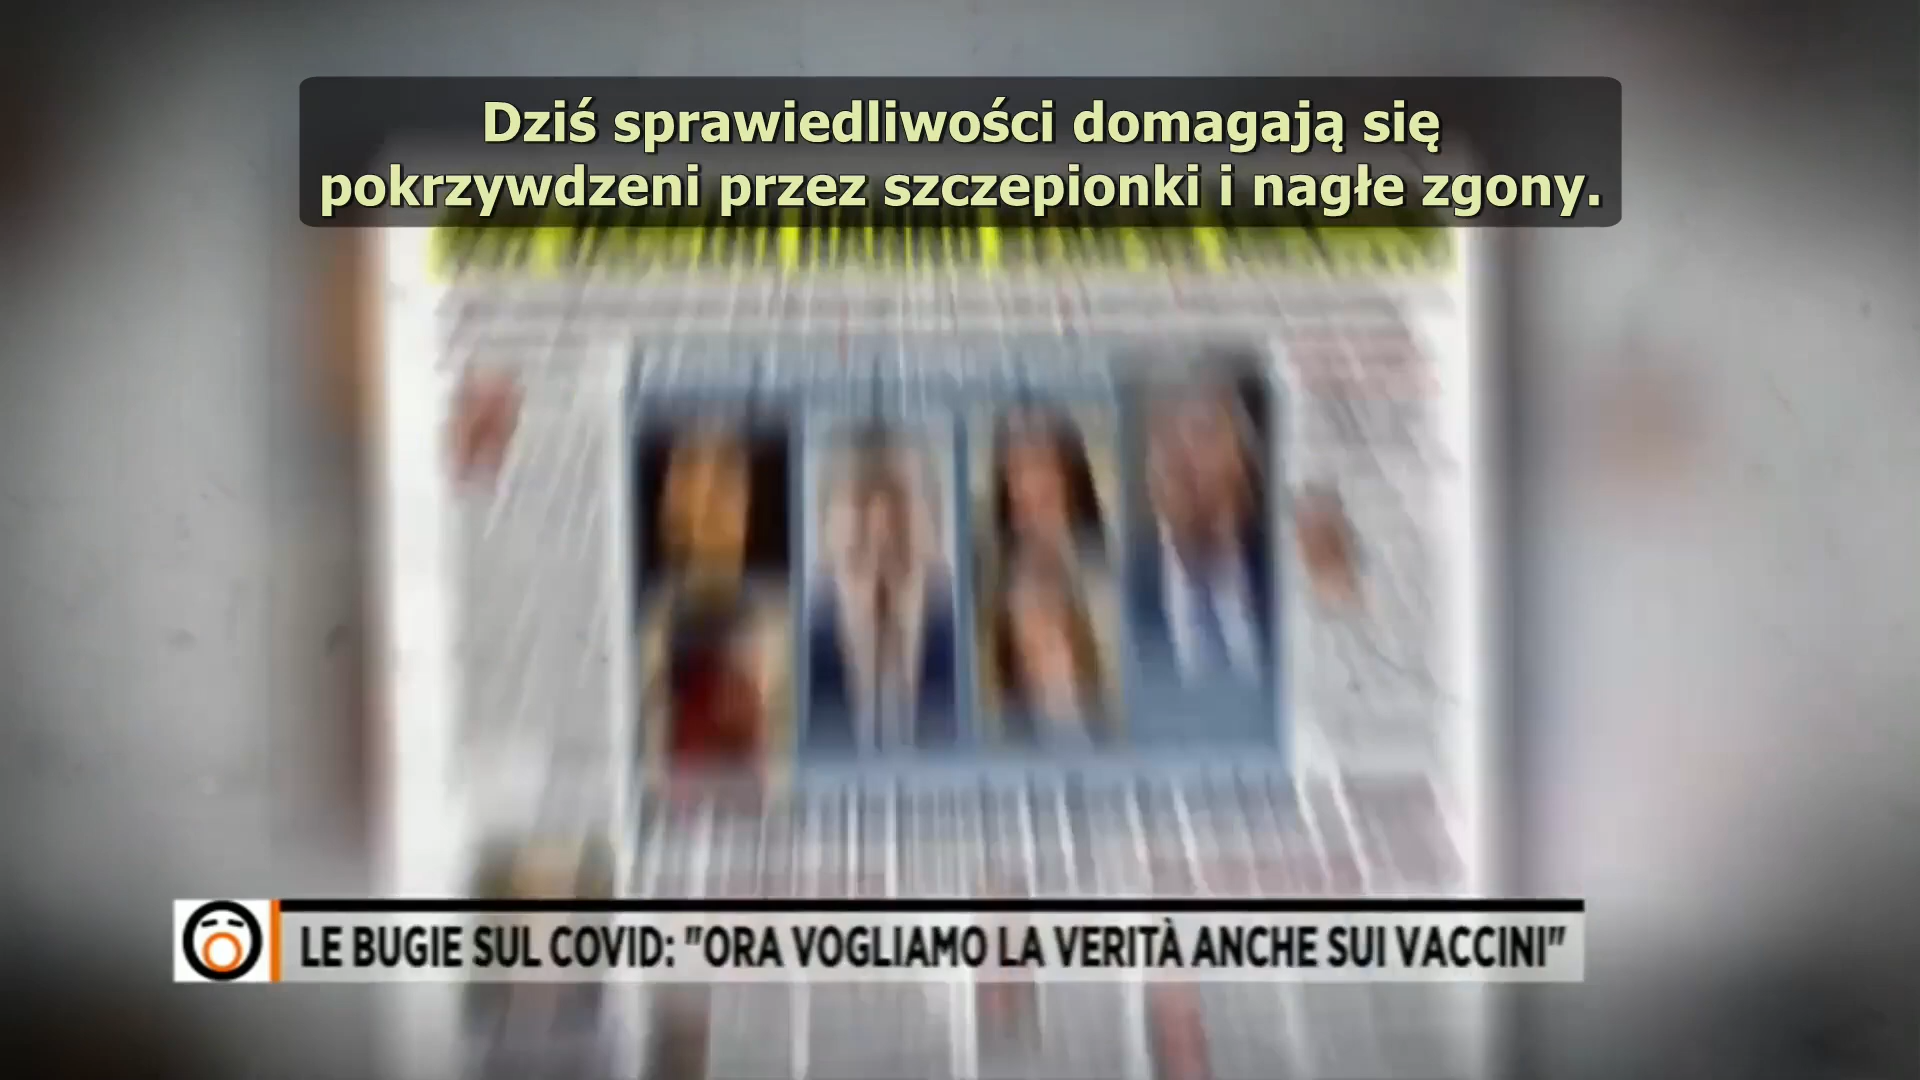 Dziś sprawiedliwości domagają się
pokrzywdzeni przez szczepionki i nagłe zgony.
LE BUGIE SUL COVID: "ORA VOGLIAMO LA VERITÀ ANCHE SUI VACCINI"